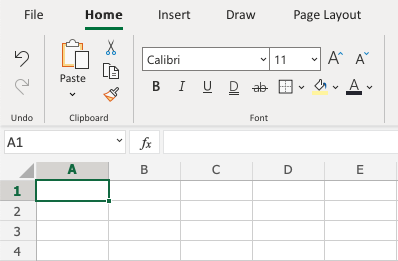 File Home Insert Draw Page Layout
Paste
Calibri 11 A A
B I U D ab A
Undo Clipboard Font
A1 fx
A B C D E
1
2
3
4